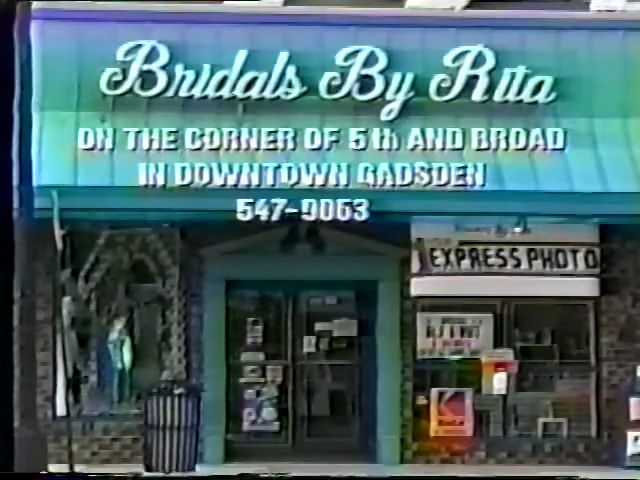 Bridals By Rita
ON THE CORNER OF 5th AND BROAD
IN DOWNTOWN GADSDEN
547-9063
EXPRESS PHOTO